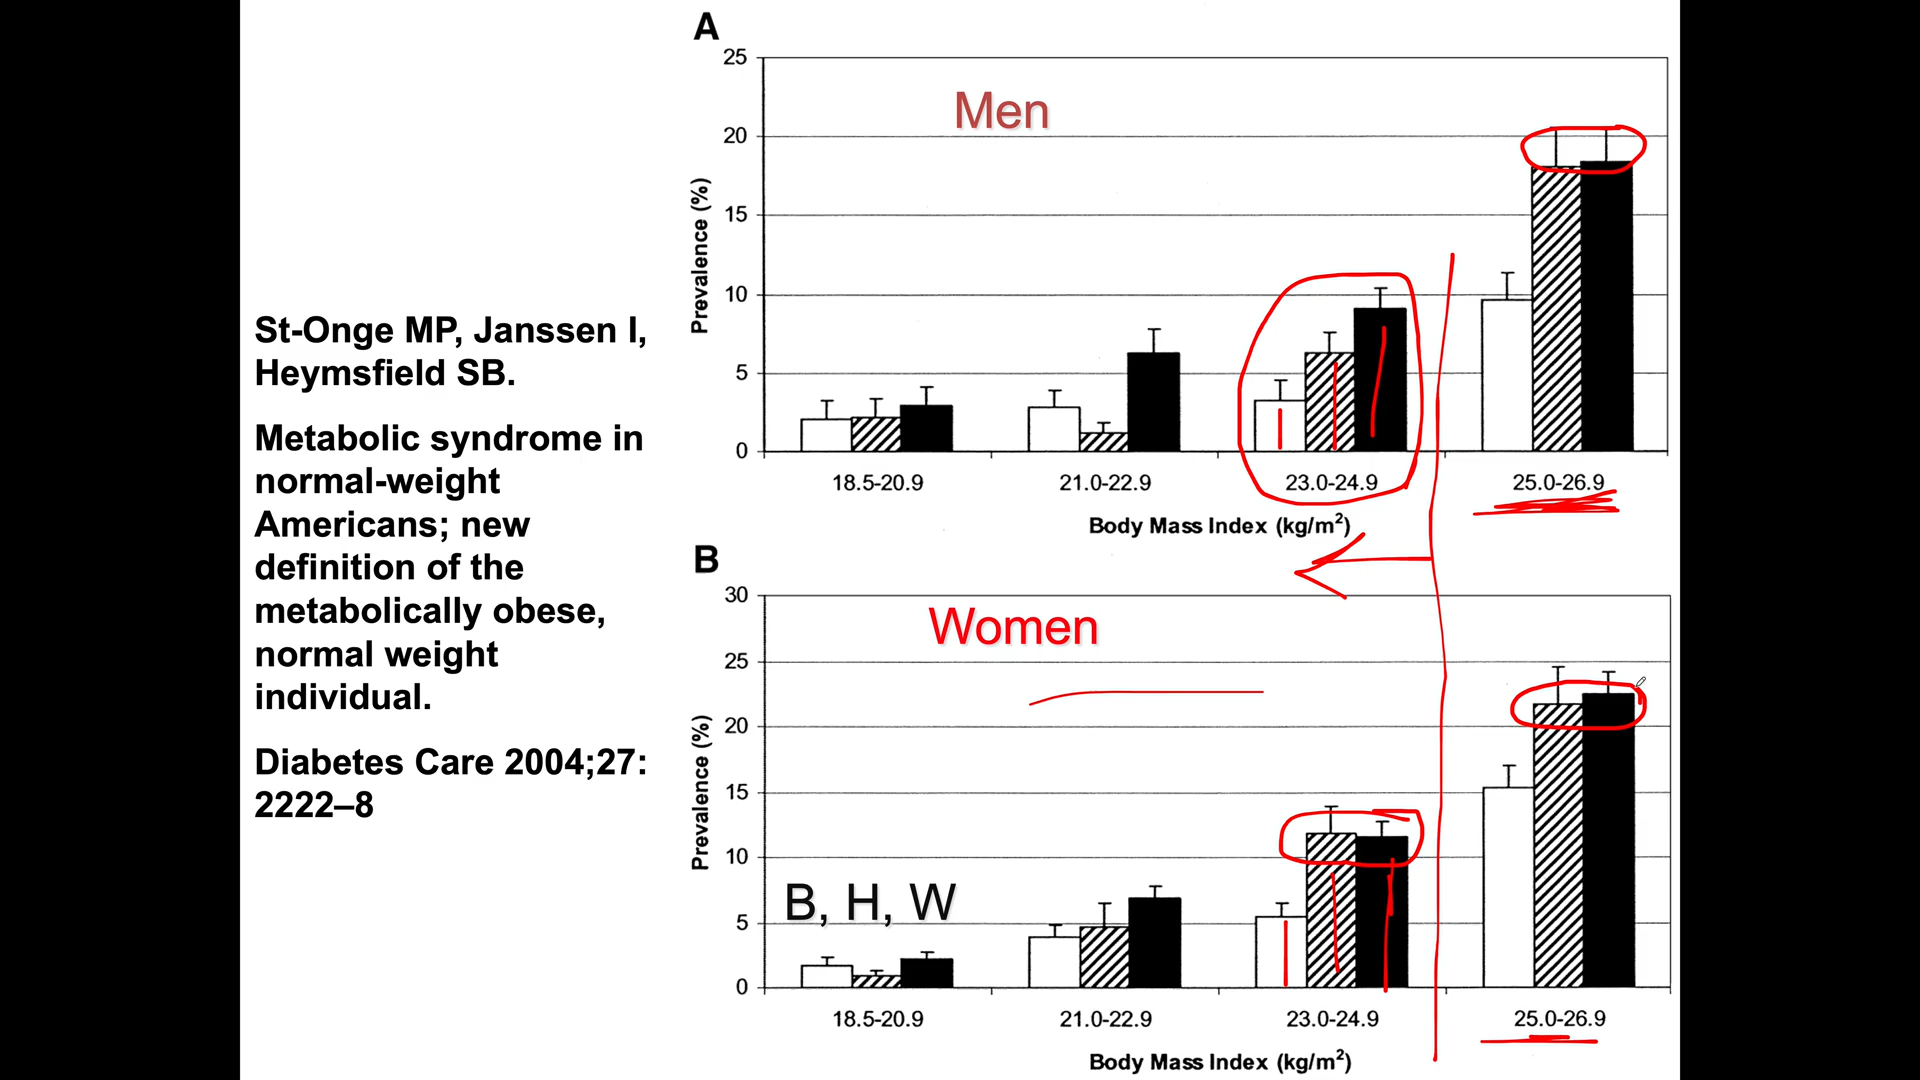 St-Onge MP, Janssen I,
Heymsfield SB.
Metabolic syndrome in
normal-weight
Americans; new
definition of the
metabolically obese,
normal weight
individual.
Diabetes Care 2004;27:
2222–8
A
Men
Prevalence (%)
25
20
15
10
5
0
18.5-20.9 21.0-22.9 23.0-24.9 25.0-26.9
Body Mass Index (kg/m²)
B
Women
Prevalence (%)
30
25
20
15
10
5
0
B, H, W
18.5-20.9 21.0-22.9 23.0-24.9 25.0-26.9
Body Mass Index (kg/m²)